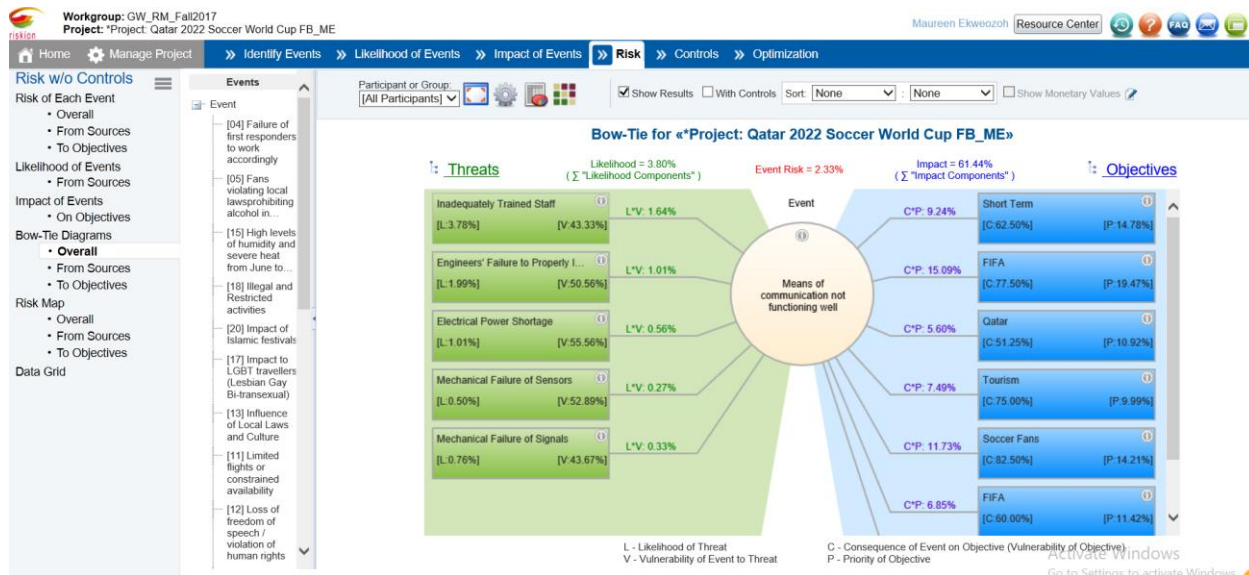 riskion
Workgroup: GW_RM_Fall2017
Project: *Project: Qatar 2022 Soccer World Cup FB_ME
Maureen Ekweozoh
Resource Center
?
FAQ
Home
Manage Project
» Identify Events
» Likelihood of Events
» Impact of Events
» Risk
» Controls
» Optimization
Risk w/o Controls
Risk of Each Event
• Overall
• From Sources
• To Objectives
Likelihood of Events
• From Sources
Impact of Events
• On Objectives
Bow-Tie Diagrams
• Overall
• From Sources
• To Objectives
Risk Map
• Overall
• From Sources
• To Objectives
Data Grid
Events
Event
[04] Failure of
first responders
to work
accordingly
[05] Fans
violating local
lawsprohibiting
alcohol in...
[15] High levels
of humidity and
severe heat
from June to...
[18] Illegal and
Restricted
activities
[20] Impact of
Islamic festivals
[17] Impact to
LGBT travellers
(Lesbian Gay
Bi-transexual)
[13] Influence
of Local Laws
and Culture
[11] Limited
flights or
constrained
availability
[12] Loss of
freedom of
speech /
violation of
human rights
Participant or Group:
[All Participants]
Show Results
With Controls
Sort: None : None
Show Monetary Values
Bow-Tie for «*Project: Qatar 2022 Soccer World Cup FB_ME»
Threats
Likelihood = 3.80%
( ∑ "Likelihood Components" )
Event Risk = 2.33%
Impact = 61.44%
( ∑ "Impact Components" )
Objectives
Inadequately Trained Staff
[L:3.78%] [V:43.33%]
L*V: 1.64%
Engineers' Failure to Properly I...
[L:1.99%] [V:50.56%]
L*V: 1.01%
Electrical Power Shortage
[L:1.01%] [V:55.56%]
L*V: 0.56%
Mechanical Failure of Sensors
[L:0.50%] [V:52.89%]
L*V: 0.27%
Mechanical Failure of Signals
[L:0.76%] [V:43.67%]
L*V: 0.33%
Event
Means of
communication not
functioning well
C*P: 9.24%
Short Term
[C:62.50%] [P:14.78%]
C*P: 15.09%
FIFA
[C:77.50%] [P:19.47%]
C*P: 5.60%
Qatar
[C:51.25%] [P:10.92%]
C*P: 7.49%
Tourism
[C:75.00%] [P:9.99%]
C*P: 11.73%
Soccer Fans
[C:82.50%] [P:14.21%]
C*P: 6.85%
FIFA
[C:60.00%] [P:11.42%]
L - Likelihood of Threat
V - Vulnerability of Event to Threat
C - Consequence of Event on Objective (Vulnerability of Objective)
P - Priority of Objective
Activate Windows
Go to Settings to activate Windows.